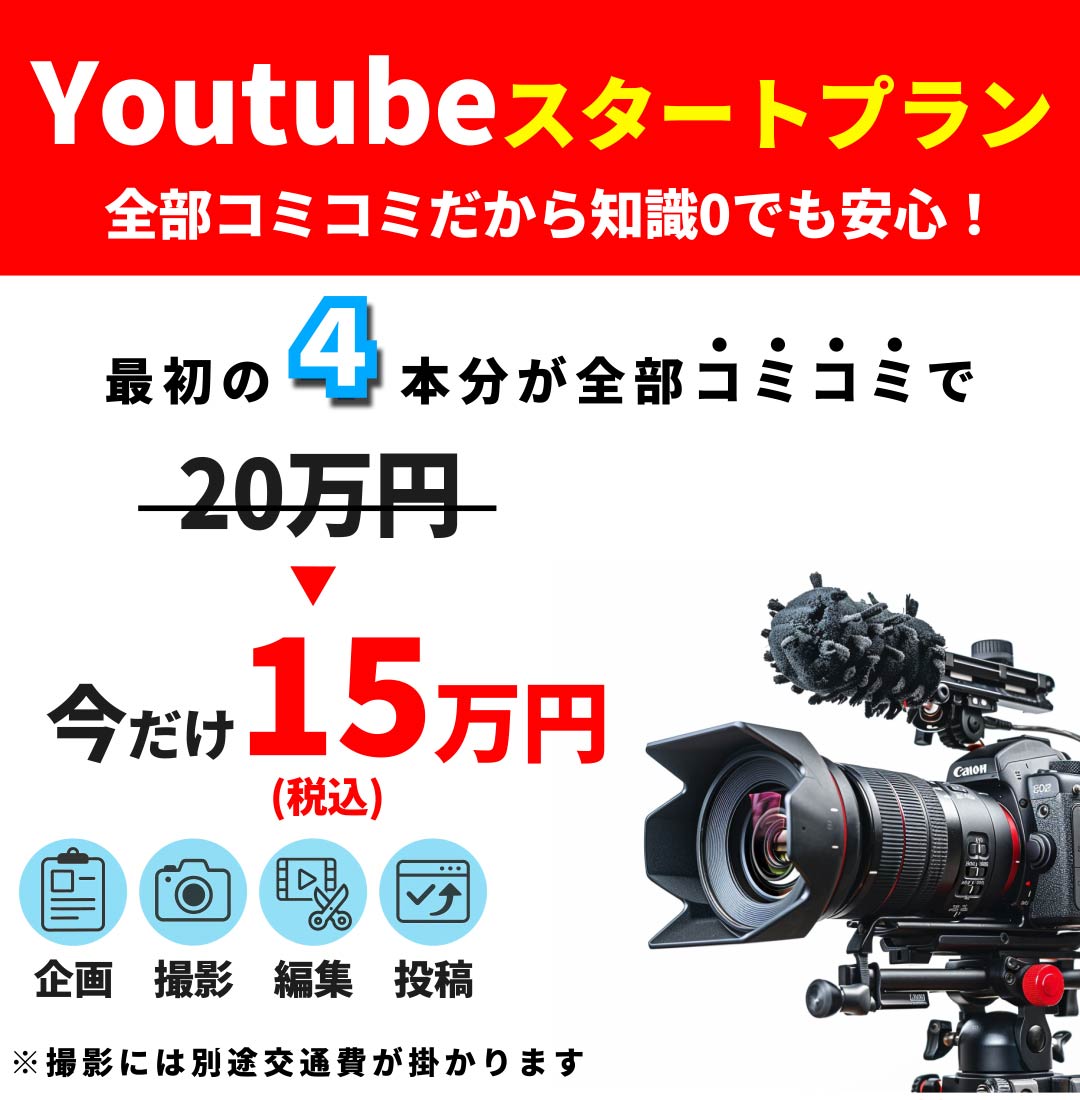 Youtubeスタートプラン
全部コミコミだから知識0でも安心！
最初の4本分が全部コミコミで
20万円
今だけ15万円
(税込)
企画 撮影 編集 投稿
※撮影には別途交通費が掛かります